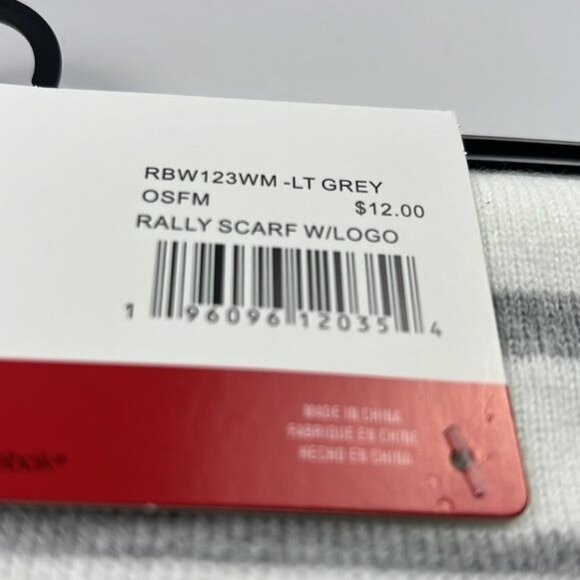 RBW123WM -LT GREY
OSFM $12.00
RALLY SCARF W/LOGO
1 96096 12035 4
MADE IN CHINA
FABRIQUE EN CHINE
HECHO EN CHINA